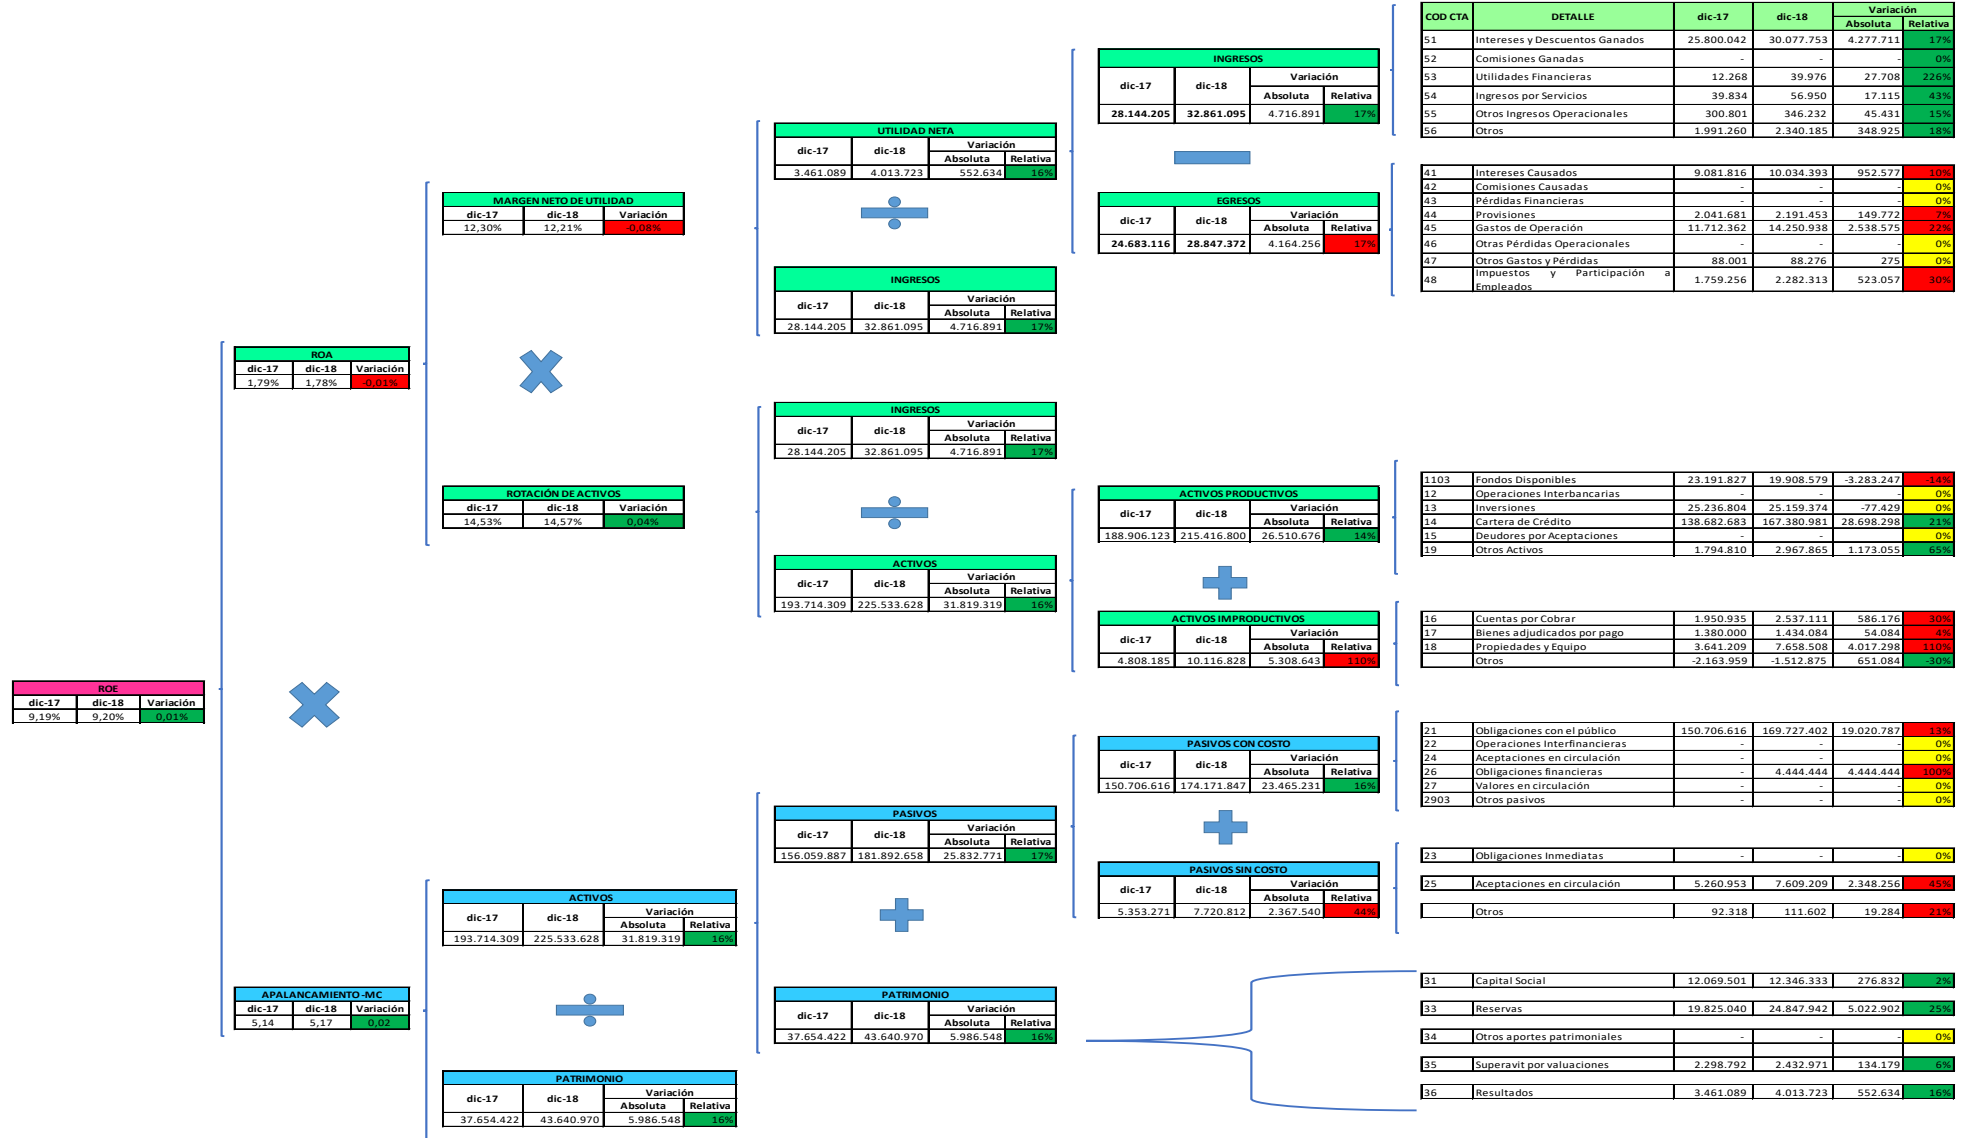 COD CTA DETALLE dic-17 dic-18 Variación
Absoluta Relativa
51 Intereses y Descuentos Ganados 25.800.042 30.077.753 4.277.711 17%
52 Comisiones Ganadas - - - 0%
53 Utilidades Financieras 12.268 39.976 27.708 226%
54 Ingresos por Servicios 39.834 56.950 17.115 43%
55 Otros Ingresos Operacionales 300.801 346.232 45.431 15%
56 Otros 1.991.260 2.340.185 348.925 18%
INGRESOS
dic-17 dic-18 Variación
Absoluta Relativa
28.144.205 32.861.095 4.716.891 17%
UTILIDAD NETA
dic-17 dic-18 Variación
Absoluta Relativa
3.461.089 4.013.723 552.634 16%
41 Intereses Causados 9.081.816 10.034.393 952.577 10%
42 Comisiones Causadas - - - 0%
43 Pérdidas Financieras - - - 0%
44 Provisiones 2.041.681 2.191.453 149.772 7%
45 Gastos de Operación 11.712.362 14.250.938 2.538.575 22%
46 Otras Pérdidas Operacionales - - - 0%
47 Otros Gastos y Pérdidas 88.001 88.276 275 0%
48 Impuestos y Participación a
Empleados 1.759.256 2.282.313 523.057 30%
MARGEN NETO DE UTILIDAD
dic-17 dic-18 Variación
12,30% 12,21% -0,08%
EGRESOS
dic-17 dic-18 Variación
Absoluta Relativa
24.683.116 28.847.372 4.164.256 17%
INGRESOS
dic-17 dic-18 Variación
Absoluta Relativa
28.144.205 32.861.095 4.716.891 17%
ROA
dic-17 dic-18 Variación
1,79% 1,78% -0,01%
INGRESOS
dic-17 dic-18 Variación
Absoluta Relativa
28.144.205 32.861.095 4.716.891 17%
ROTACIÓN DE ACTIVOS
dic-17 dic-18 Variación
14,53% 14,57% 0,04%
ACTIVOS PRODUCTIVOS
dic-17 dic-18 Variación
Absoluta Relativa
188.906.123 215.416.800 26.510.676 14%
1103 Fondos Disponibles 23.191.827 19.908.579 -3.283.247 -14%
12 Operaciones Interbancarias - - - 0%
13 Inversiones 25.236.804 25.159.374 -77.429 0%
14 Cartera de Crédito 138.682.683 167.380.981 28.698.298 21%
15 Deudores por Aceptaciones - - 0%
19 Otros Activos 1.794.810 2.967.865 1.173.055 65%
ACTIVOS
dic-17 dic-18 Variación
Absoluta Relativa
193.714.309 225.533.628 31.819.319 16%
ACTIVOS IMPRODUCTIVOS
dic-17 dic-18 Variación
Absoluta Relativa
4.808.185 10.116.828 5.308.643 110%
16 Cuentas por Cobrar 1.950.935 2.537.111 586.176 30%
17 Bienes adjudicados por pago 1.380.000 1.434.084 54.084 4%
18 Propiedades y Equipo 3.641.209 7.658.508 4.017.298 110%
Otros -2.163.959 -1.512.875 651.084 -30%
ROE
dic-17 dic-18 Variación
9,19% 9,20% 0,01%
PASIVOS CON COSTO
dic-17 dic-18 Variación
Absoluta Relativa
150.706.616 174.171.847 23.465.231 16%
21 Obligaciones con el público 150.706.616 169.727.402 19.020.787 13%
22 Operaciones Interfinancieras - - - 0%
24 Aceptaciones en circulación - - - 0%
26 Obligaciones financieras - 4.444.444 4.444.444 100%
27 Valores en circulación - - - 0%
2903 Otros pasivos - - - 0%
PASIVOS
dic-17 dic-18 Variación
Absoluta Relativa
156.059.887 181.892.658 25.832.771 17%
PASIVOS SIN COSTO
dic-17 dic-18 Variación
Absoluta Relativa
5.353.271 7.720.812 2.367.540 44%
23 Obligaciones Inmediatas - - - 0%
25 Aceptaciones en circulación 5.260.953 7.609.209 2.348.256 45%
Otros 92.318 111.602 19.284 21%
ACTIVOS
dic-17 dic-18 Variación
Absoluta Relativa
193.714.309 225.533.628 31.819.319 16%
APALANCAMIENTO -MC
dic-17 dic-18 Variación
5,14 5,17 0,02
PATRIMONIO
dic-17 dic-18 Variación
Absoluta Relativa
37.654.422 43.640.970 5.986.548 16%
31 Capital Social 12.069.501 12.346.333 276.832 2%
33 Reservas 19.825.040 24.847.942 5.022.902 25%
34 Otros aportes patrimoniales - - - 0%
35 Superavit por valuaciones 2.298.792 2.432.971 134.179 6%
36 Resultados 3.461.089 4.013.723 552.634 16%
PATRIMONIO
dic-17 dic-18 Variación
Absoluta Relativa
37.654.422 43.640.970 5.986.548 16%